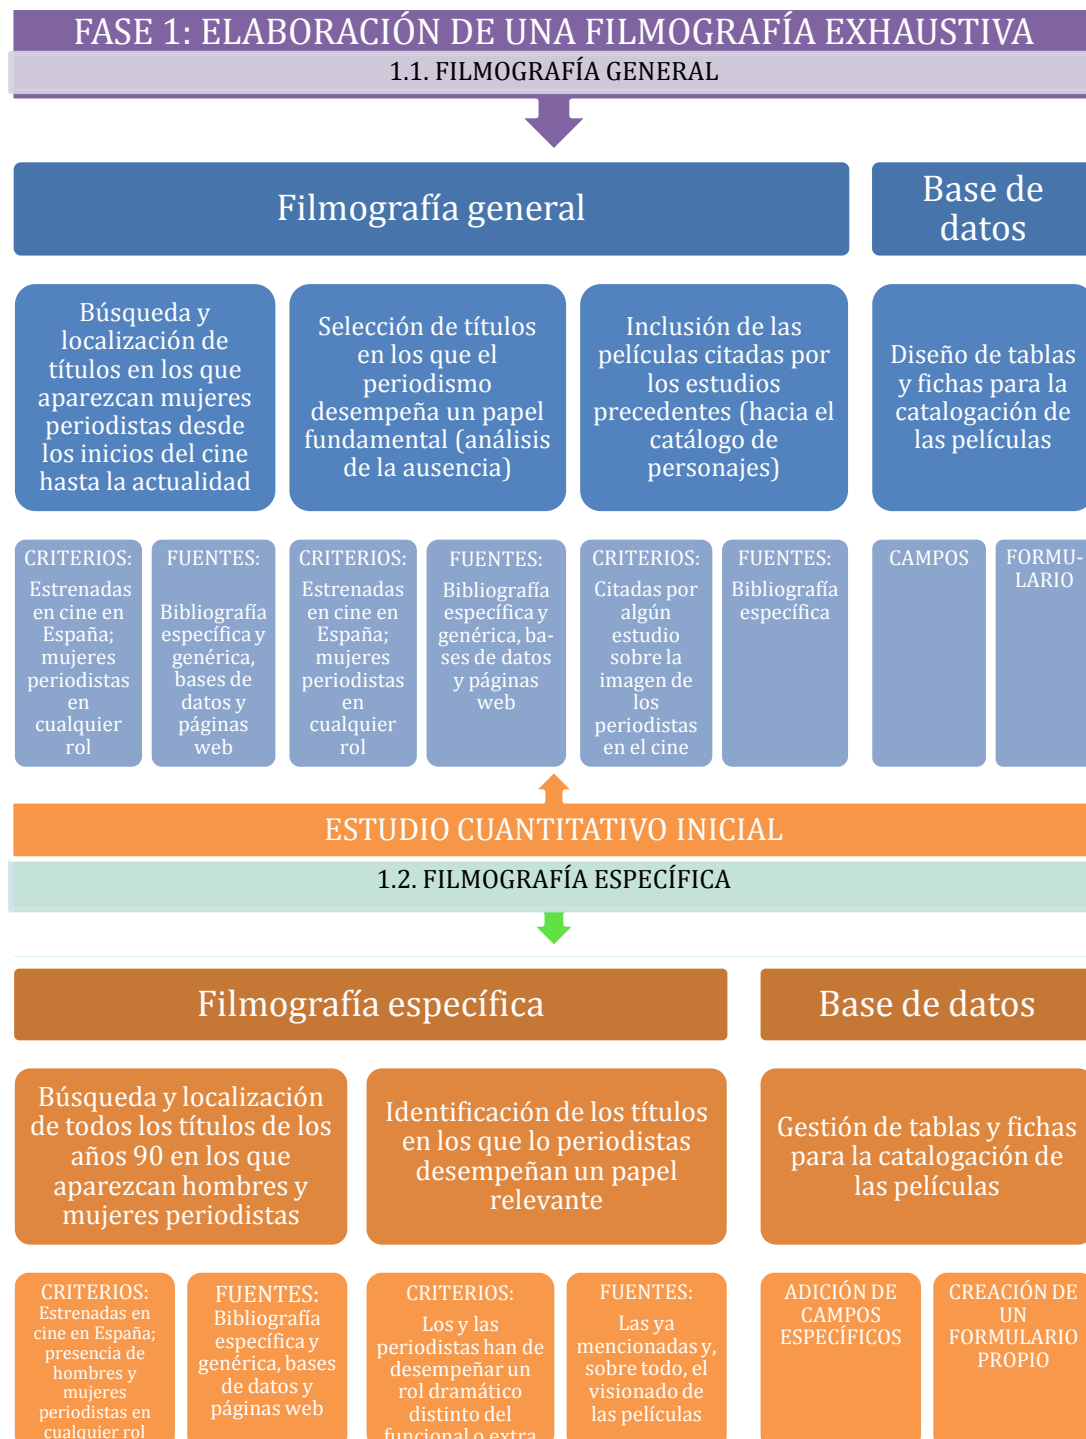 FASE 1: ELABORACIÓN DE UNA FILMOGRAFÍA EXHAUSTIVA
1.1. FILMOGRAFÍA GENERAL
Filmografía general
Base de
datos
Búsqueda y
localización de
títulos en los que
aparezcan mujeres
periodistas desde
los inicios del cine
hasta la actualidad
Selección de títulos
en los que el
periodismo
desempeña un papel
fundamental (análisis
de la ausencia)
Inclusión de las
películas citadas por
los estudios
precedentes (hacia el
catálogo de
personajes)
Diseño de tablas
y fichas para la
catalogación de
las películas
CRITERIOS:
Estrenadas
en cine en
España;
mujeres
periodistas
en
cualquier
rol
FUENTES:
Bibliografía
específica y
genérica,
bases de
datos y
páginas
web
CRITERIOS:
Estrenadas
en cine en
España;
mujeres
periodistas
en
cualquier
rol
FUENTES:
Bibliografía
específica y
genérica, ba-
ses de datos
y páginas
web
CRITERIOS:
Citadas por
algún
estudio
sobre la
imagen de
los
periodistas
en el cine
FUENTES:
Bibliografía
específica
CAMPOS
FORMU-
LARIO
ESTUDIO CUANTITATIVO INICIAL
1.2. FILMOGRAFÍA ESPECÍFICA
Filmografía específica
Base de datos
Búsqueda y localización
de todos los títulos de los
años 90 en los que
aparezcan hombres y
mujeres periodistas
Identificación de los títulos
en los que lo periodistas
desempeñan un papel
relevante
Gestión de tablas y fichas
para la catalogación de
las películas
CRITERIOS:
Estrenadas en
cine en España;
presencia de
hombres y
mujeres
periodistas en
cualquier rol
FUENTES:
Bibliografía
específica y
genérica, bases
de datos y
páginas web
CRITERIOS:
Los y las
periodistas han de
desempeñar un
rol dramático
distinto del
funcional o extra
FUENTES:
Las ya
mencionadas y,
sobre todo, el
visionado de
las películas
ADICIÓN DE
CAMPOS
ESPECÍFICOS
CREACIÓN DE
UN
FORMULARIO
PROPIO